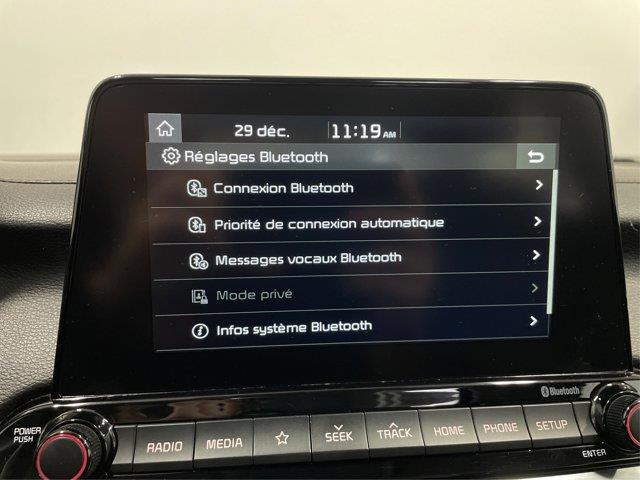 29 déc. 11:19 AM
Réglages Bluetooth
Connexion Bluetooth
Priorité de connexion automatique
Messages vocaux Bluetooth
Mode privé
Infos système Bluetooth
Bluetooth
POWER
PUSH
RADIO MEDIA SEEK TRACK HOME PHONE SETUP
ENTER